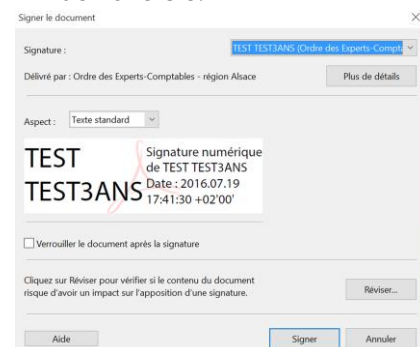 Signer le document
Signature :
TEST TEST3ANS (Ordre des Experts-Compta
Délivré par : Ordre des Experts-Comptables - région Alsace
Plus de détails
Aspect :
Texte standard
TEST
TEST3ANS
Signature numérique
de TEST TEST3ANS
Date : 2016.07.19
17:41:30 +02'00'
Verrouiller le document après la signature
Cliquez sur Réviser pour vérifier si le contenu du document
risque d'avoir un impact sur l'apposition d'une signature.
Réviser...
Aide
Signer
Annuler